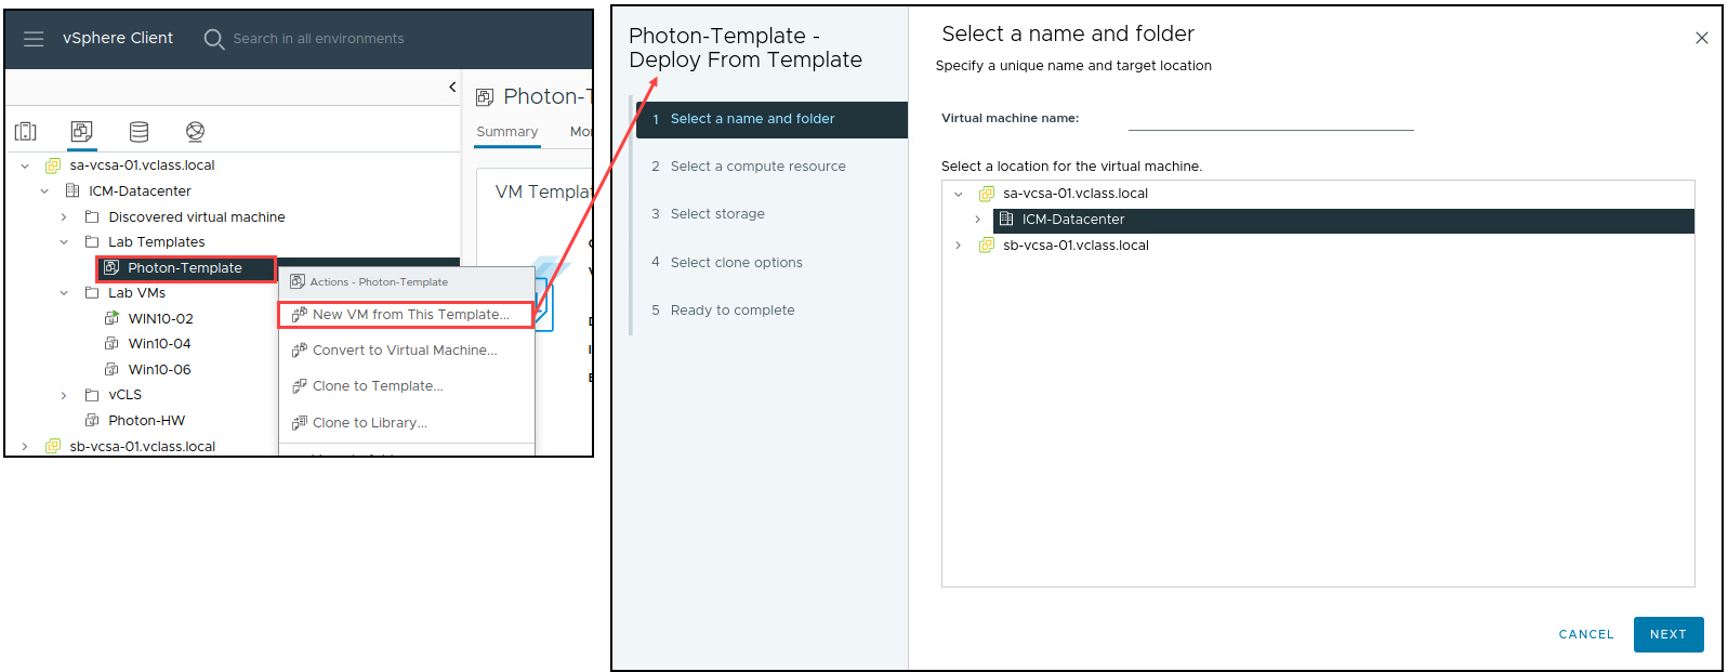 vSphere Client
Search in all environments
Photon-T
Summary
Mo
sa-vcsa-01.vclass.local
ICM-Datacenter
VM Templa
Discovered virtual machine
Lab Templates
Photon-Template
Actions - Photon-Template
Lab VMs
New VM from This Template...
WIN10-02
Win10-04
Convert to Virtual Machine...
Win10-06
Clone to Template...
vCLS
Photon-HW
Clone to Library...
sb-vcsa-01.vclass.local
Photon-Template -
Deploy From Template
1 Select a name and folder
2 Select a compute resource
3 Select storage
4 Select clone options
5 Ready to complete
Select a name and folder
Specify a unique name and target location
Virtual machine name:
Select a location for the virtual machine.
sa-vcsa-01.vclass.local
ICM-Datacenter
sb-vcsa-01.vclass.local
CANCEL
NEXT